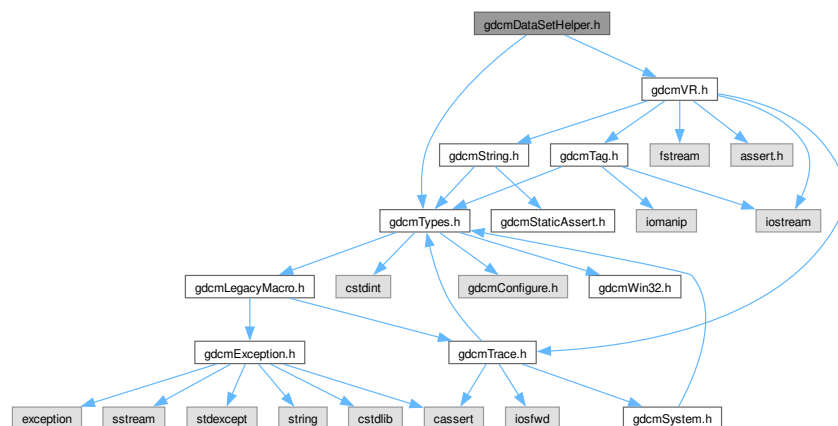 gdcmDataSetHelper.h
gdcmVR.h
gdcmString.h
gdcmTag.h
fstream
assert.h
gdcmTypes.h
gdcmStaticAssert.h
iomanip
iostream
gdcmLegacyMacro.h
cstdint
gdcmConfigure.h
gdcmWin32.h
gdcmException.h
gdcmTrace.h
exception
sstream
stdexcept
string
cstdlib
cassert
iosfwd
gdcmSystem.h